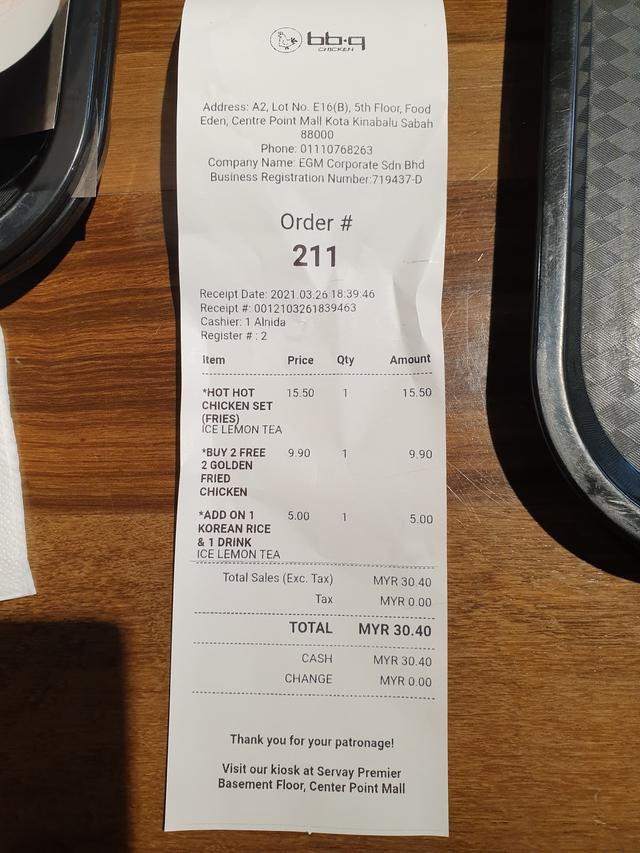 bb.q
CHICKEN
Address: A2, Lot No. E16(B), 5th Floor, Food
Eden, Centre Point Mall Kota Kinabalu Sabah
88000
Phone: 01110768263
Company Name: EGM Corporate Sdn Bhd
Business Registration Number:719437-D
Order #
211
Receipt Date: 2021.03.26 18:39:46
Receipt #: 0012103261839463
Cashier: 1 Alnida
Register # : 2
Item Price Qty Amount
*HOT HOT 15.50 1 15.50
CHICKEN SET
(FRIES)
ICE LEMON TEA
*BUY 2 FREE 9.90 1 9.90
2 GOLDEN
FRIED
CHICKEN
*ADD ON 1 5.00 1 5.00
KOREAN RICE
& 1 DRINK
ICE LEMON TEA
Total Sales (Exc. Tax) MYR 30.40
Tax MYR 0.00
TOTAL MYR 30.40
CASH MYR 30.40
CHANGE MYR 0.00
Thank you for your patronage!
Visit our kiosk at Servay Premier
Basement Floor, Center Point Mall